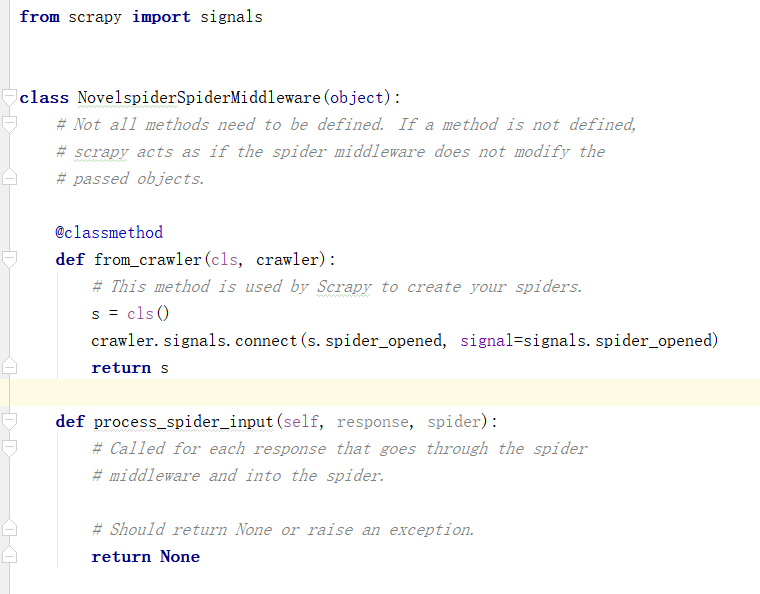 from scrapy import signals
class NovelspiderSpiderMiddleware(object):
# Not all methods need to be defined. If a method is not defined,
# scrapy acts as if the spider middleware does not modify the
# passed objects.
@classmethod
def from_crawler(cls, crawler):
# This method is used by Scrapy to create your spiders.
s = cls()
crawler.signals.connect(s.spider_opened, signal=signals.spider_opened)
return s
def process_spider_input(self, response, spider):
# Called for each response that goes through the spider
# middleware and into the spider.
# Should return None or raise an exception.
return None